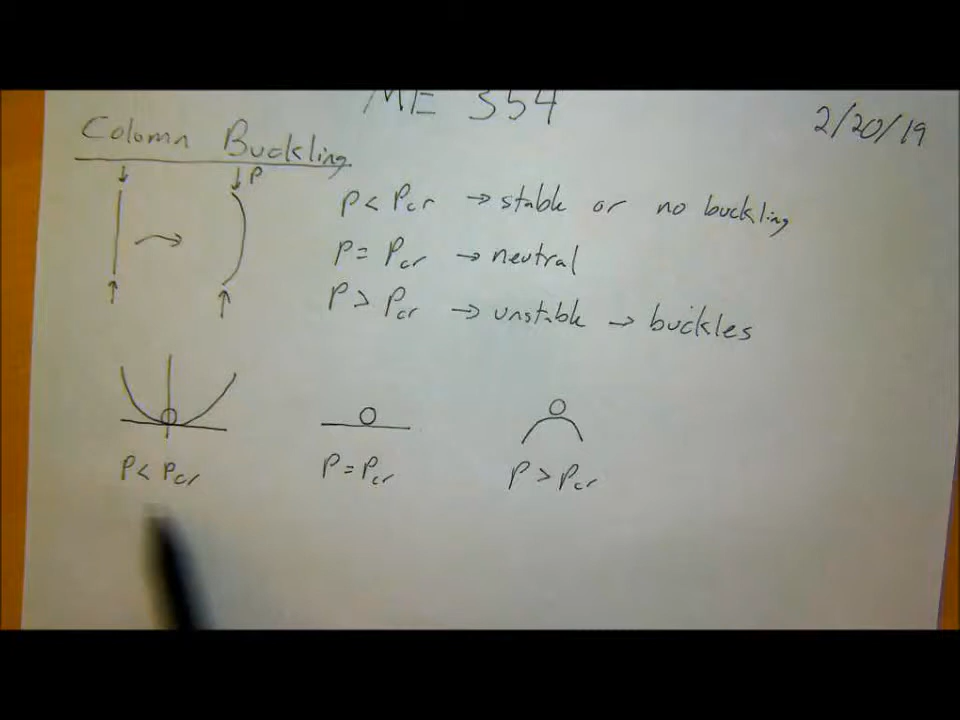 ME 354
2/20/19
Column Buckling
P
P < Pcr → stable or no buckling
P = Pcr → neutral
P > Pcr → unstable → buckles
P < Pcr
P = Pcr
P > Pcr